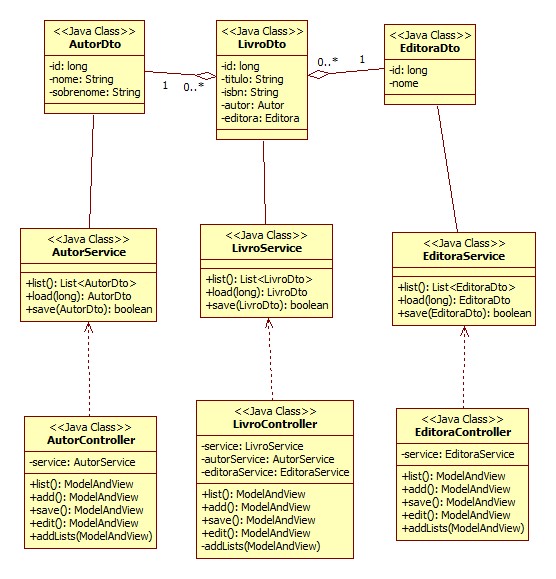 <<Java Class>>
AutorDto
-id: long
-nome: String
-sobrenome: String
<<Java Class>>
LivroDto
-id: long
-titulo: String
-isbn: String
-autor: Autor
-editora: Editora
<<Java Class>>
EditoraDto
-id: long
-nome
1
0..*
0..*
1
<<Java Class>>
AutorService
+list(): List<AutorDto>
+load(long): AutorDto
+save(AutorDto): boolean
<<Java Class>>
LivroService
+list(): List<LivroDto>
+load(long): LivroDto
+save(LivroDto): boolean
<<Java Class>>
EditoraService
+list(): List<EditoraDto>
+load(long): EditoraDto
+save(EditoraDto): boolean
<<Java Class>>
AutorController
-service: AutorService
+list(): ModelAndView
+add(): ModelAndView
+save(): ModelAndView
+edit(): ModelAndView
+addLists(ModelAndView)
<<Java Class>>
LivroController
-service: LivroService
-autorService: AutorService
-editoraService: EditoraService
+list(): ModelAndView
+add(): ModelAndView
+save(): ModelAndView
+edit(): ModelAndView
-addLists(ModelAndView)
<<Java Class>>
EditoraController
-service: EditoraService
+list(): ModelAndView
+add(): ModelAndView
+save(): ModelAndView
+edit(): ModelAndView
+addLists(ModelAndView)